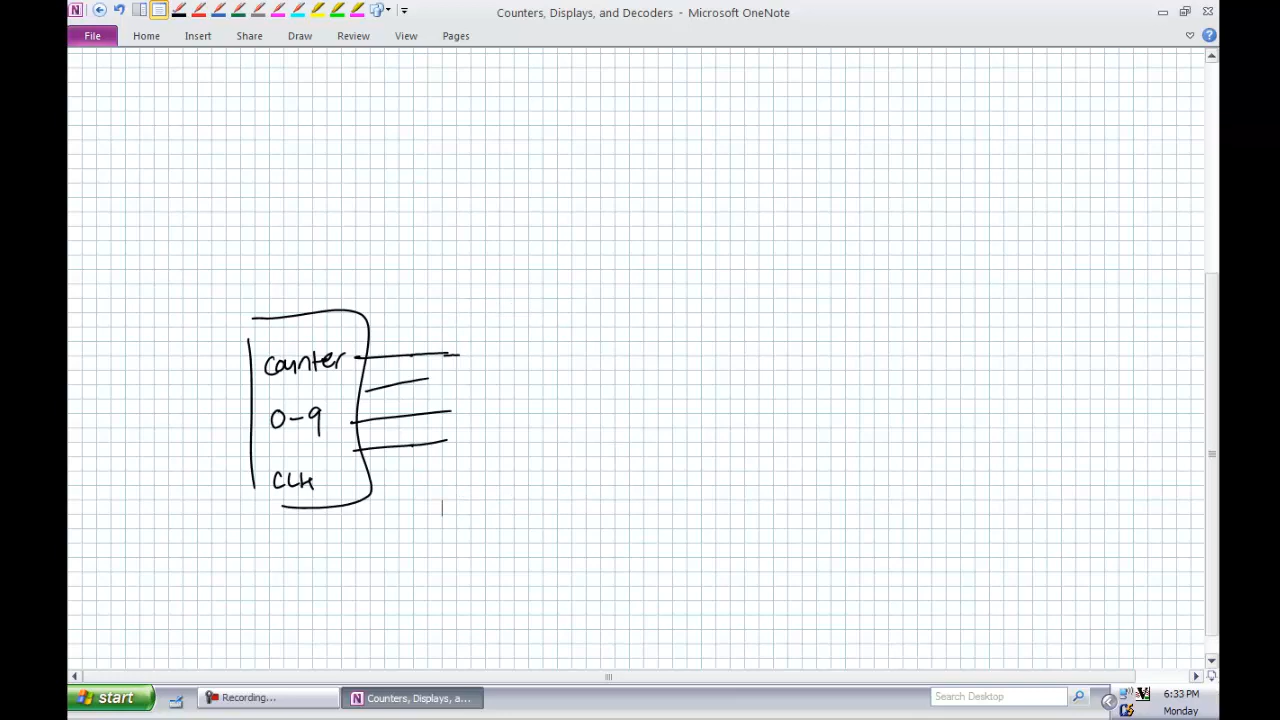 Counters, Displays, and Decoders - Microsoft OneNote
File Home Insert Share Draw Review View Pages
Counter
0-9
CLK
start
Recording...
Counters, Displays, a...
Search Desktop
6:33 PM
Monday